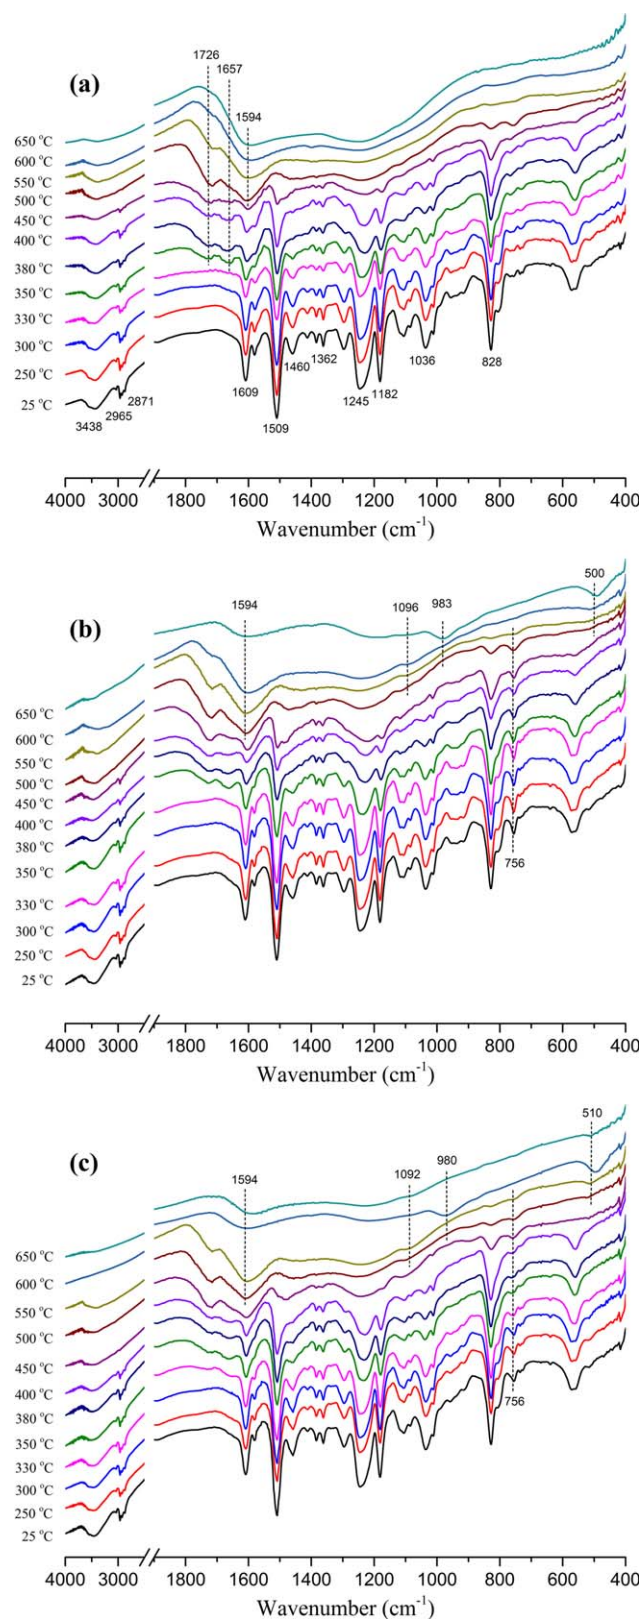 (a)
1726
1657
1594
650 °C
600 °C
550 °C
500 °C
450 °C
400 °C
380 °C
350 °C
330 °C
300 °C
250 °C
25 °C
3438
2965
2871
1609
1509
1460
1362
1245
1182
1036
828
4000 3000 1800 1600 1400 1200 1000 800 600 400
Wavenumber (cm⁻¹)
(b)
1594
1096
983
500
650 °C
600 °C
550 °C
500 °C
450 °C
400 °C
380 °C
350 °C
330 °C
300 °C
250 °C
25 °C
756
4000 3000 1800 1600 1400 1200 1000 800 600 400
Wavenumber (cm⁻¹)
(c)
1594
1092
980
510
650 °C
600 °C
550 °C
500 °C
450 °C
400 °C
380 °C
350 °C
330 °C
300 °C
250 °C
25 °C
756
4000 3000 1800 1600 1400 1200 1000 800 600 400
Wavenumber (cm⁻¹)